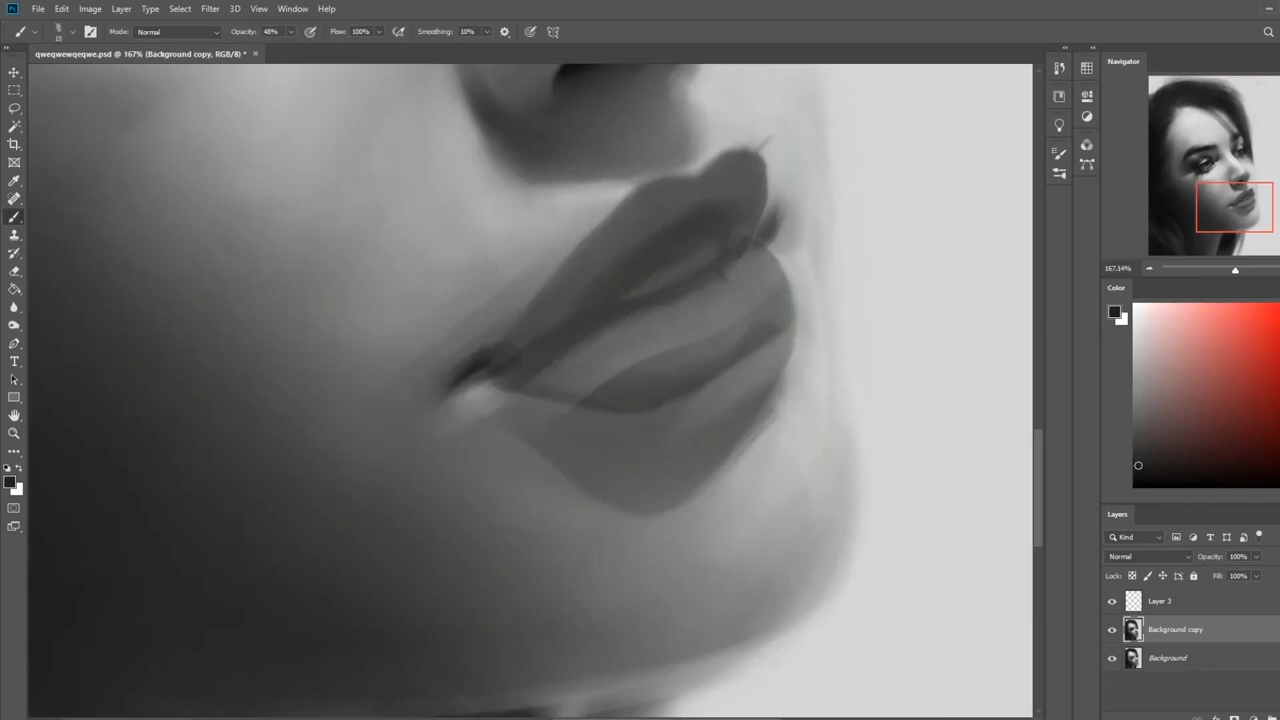 Ps File Edit Image Layer Type Select Filter 3D View Window Help
15 Mode: Normal Opacity: 48% Flow: 100% Smoothing: 10%
qweqwewqeqwe.psd @ 167% (Background copy, RGB/8) * ×
Navigator
167.14%
Color
Layers
Kind
Normal Opacity: 100%
Lock: Fill: 100%
Layer 3
Background copy
Background